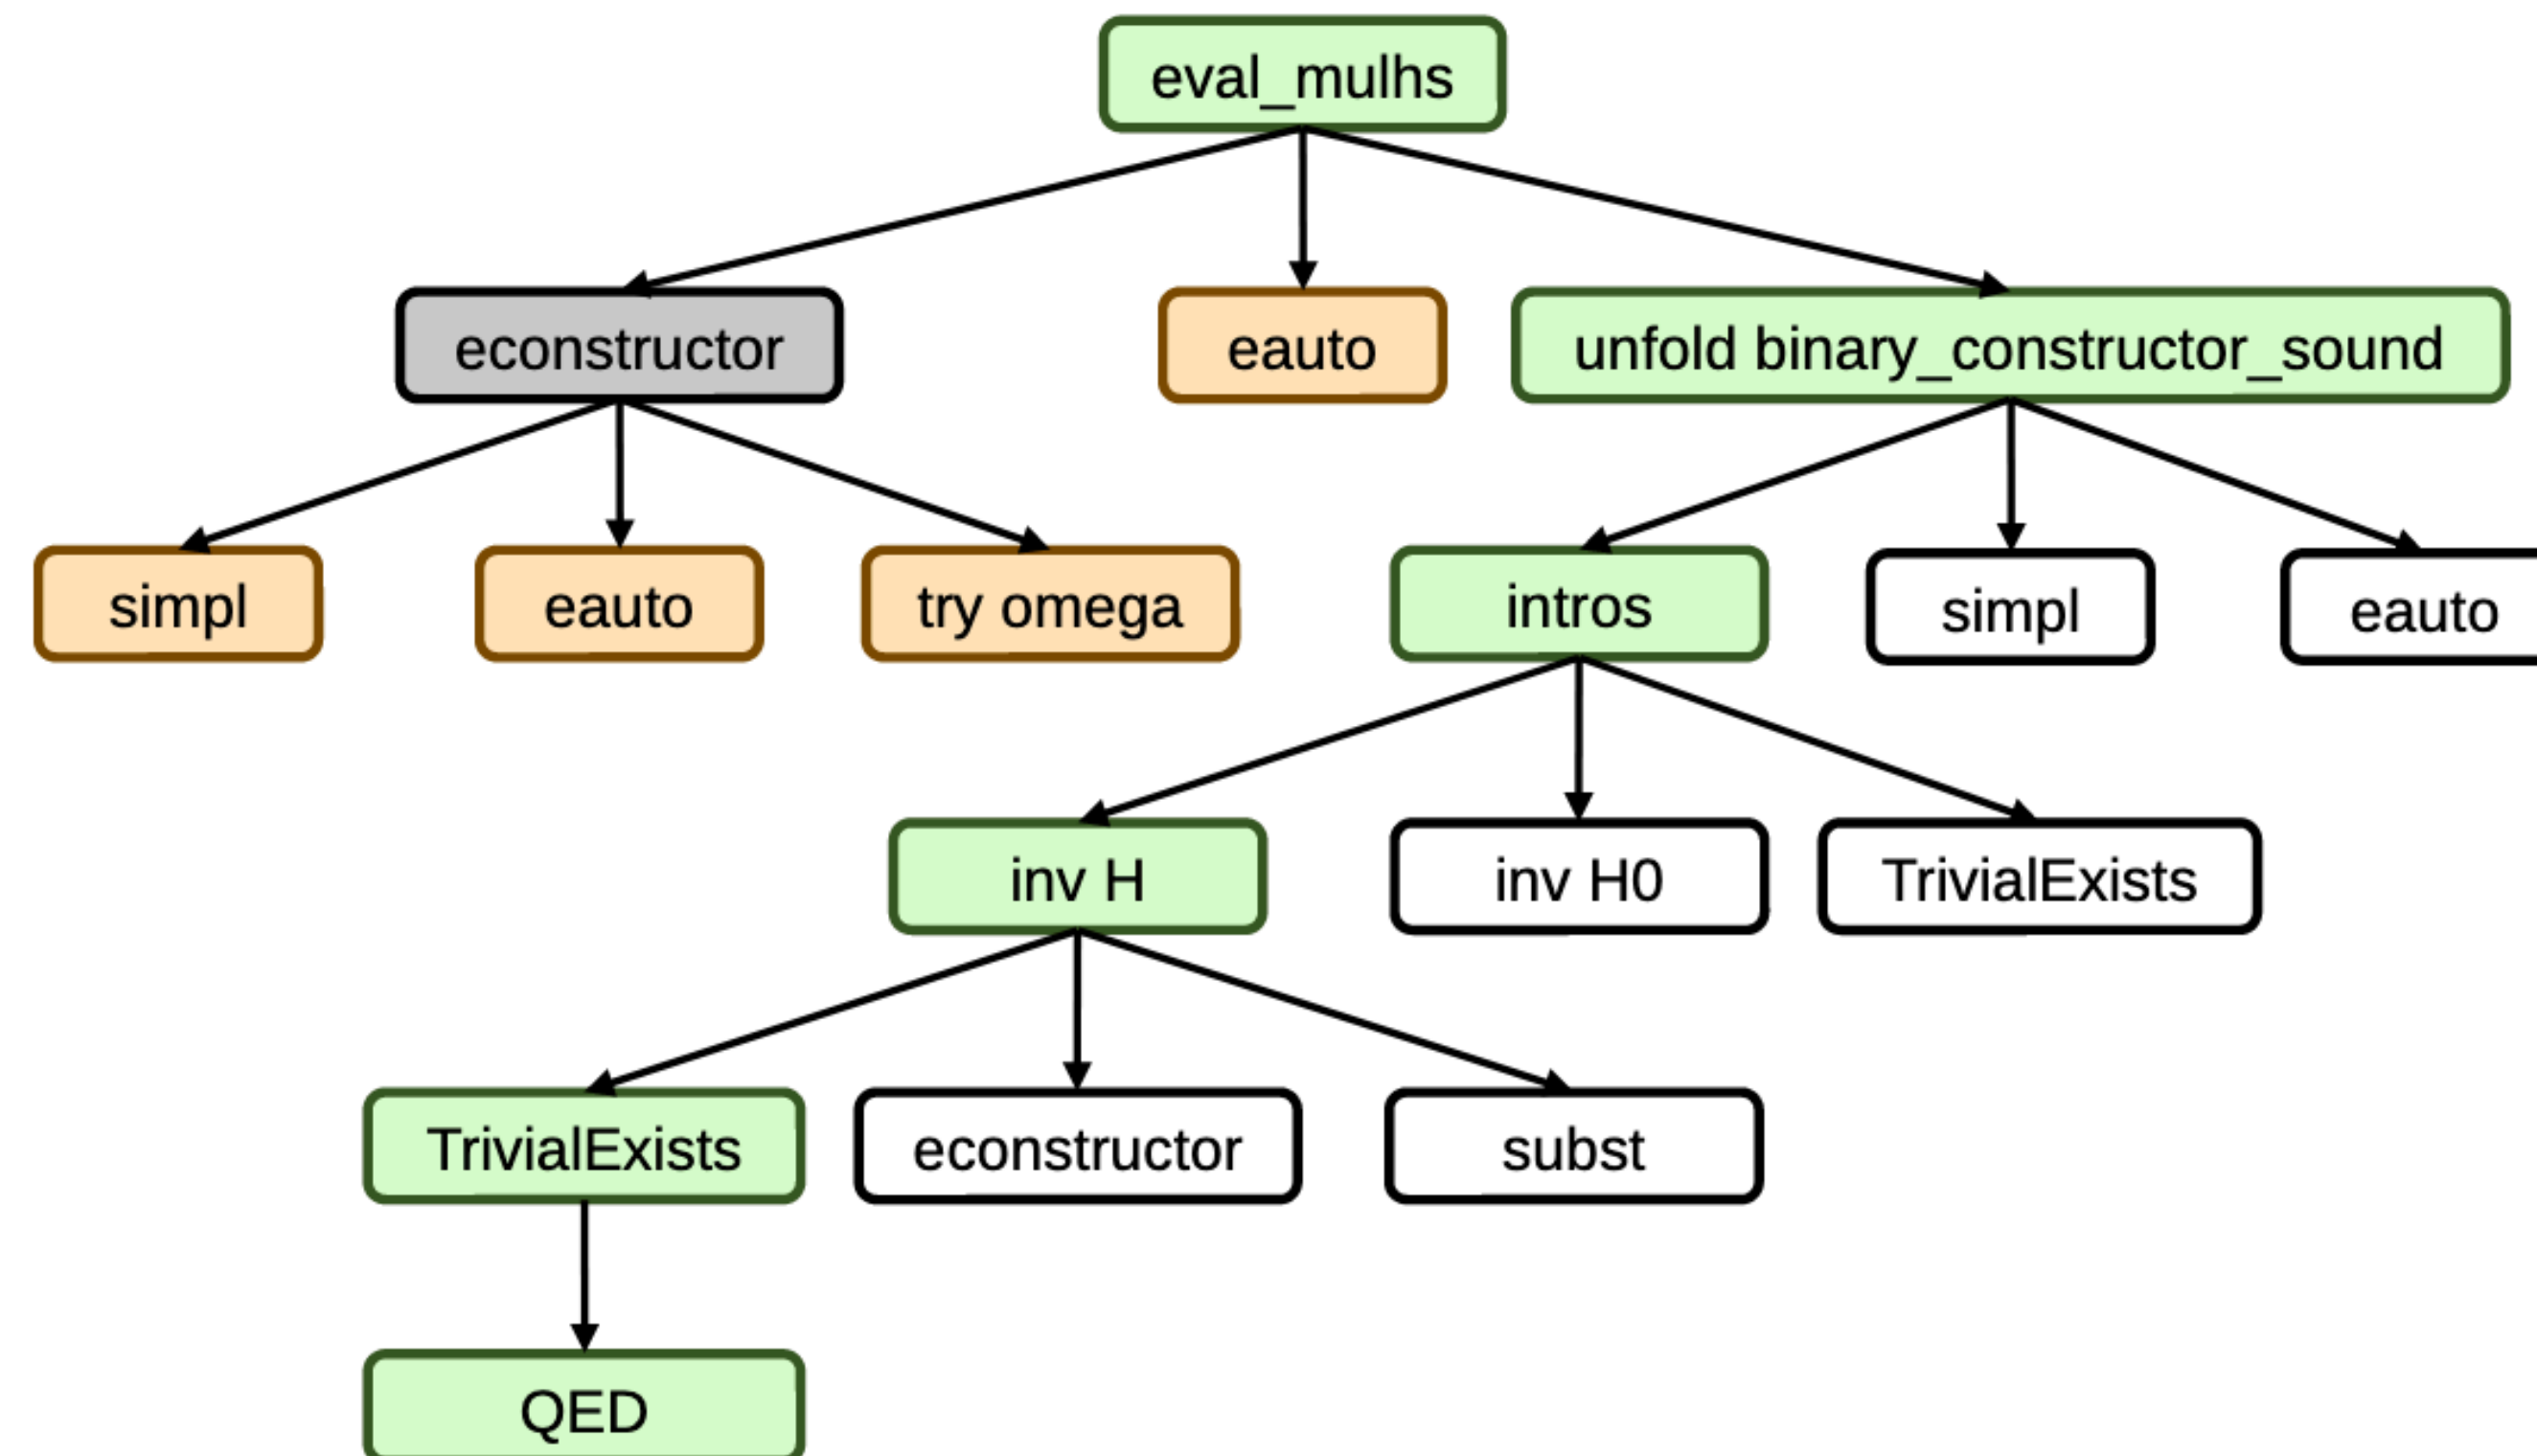 eval_mulhs
econstructor
eauto
unfold binary_constructor_sound
simpl
eauto
try omega
intros
simpl
eauto
inv H
inv H0
TrivialExists
TrivialExists
econstructor
subst
QED